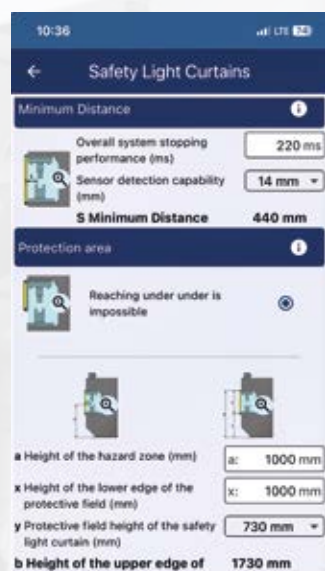 10:36
LTE 24
Safety Light Curtains
Minimum Distance
Overall system stopping
performance (ms)
220 ms
Sensor detection capability
(mm)
14 mm
S Minimum Distance 440 mm
Protection area
Reaching under under is
impossible
a Height of the hazard zone (mm)
a: 1000 mm
x Height of the lower edge of the
protective field (mm)
x: 1000 mm
y Protective field height of the safety
light curtain (mm)
730 mm
b Height of the upper edge of 1730 mm